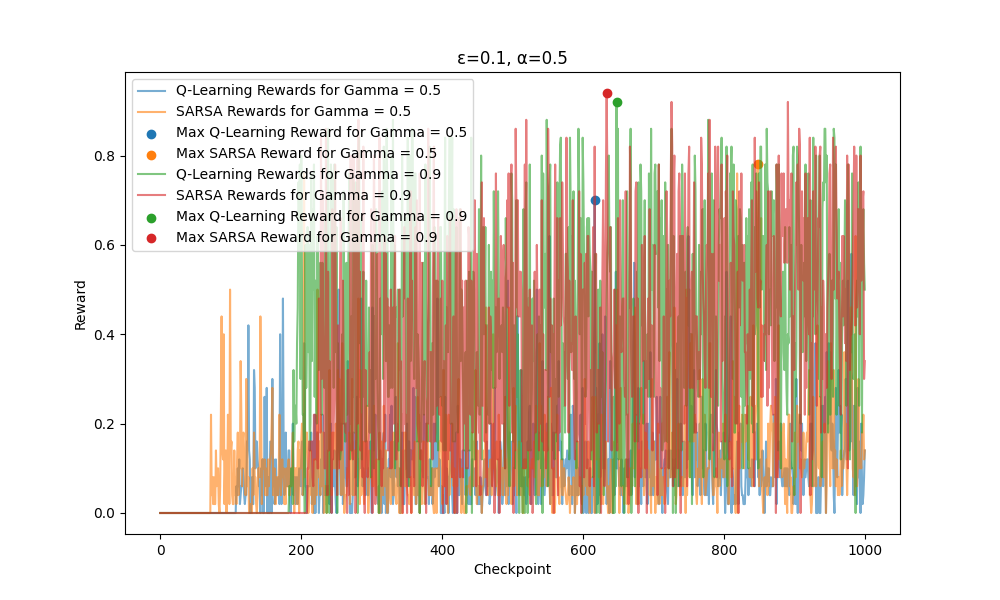 ε=0.1, α=0.5
Q-Learning Rewards for Gamma = 0.5
SARSA Rewards for Gamma = 0.5
Max Q-Learning Reward for Gamma = 0.5
Max SARSA Reward for Gamma = 0.5
Q-Learning Rewards for Gamma = 0.9
SARSA Rewards for Gamma = 0.9
Max Q-Learning Reward for Gamma = 0.9
Max SARSA Reward for Gamma = 0.9
Reward
0.8
0.6
0.4
0.2
0.0
0 200 400 600 800 1000
Checkpoint